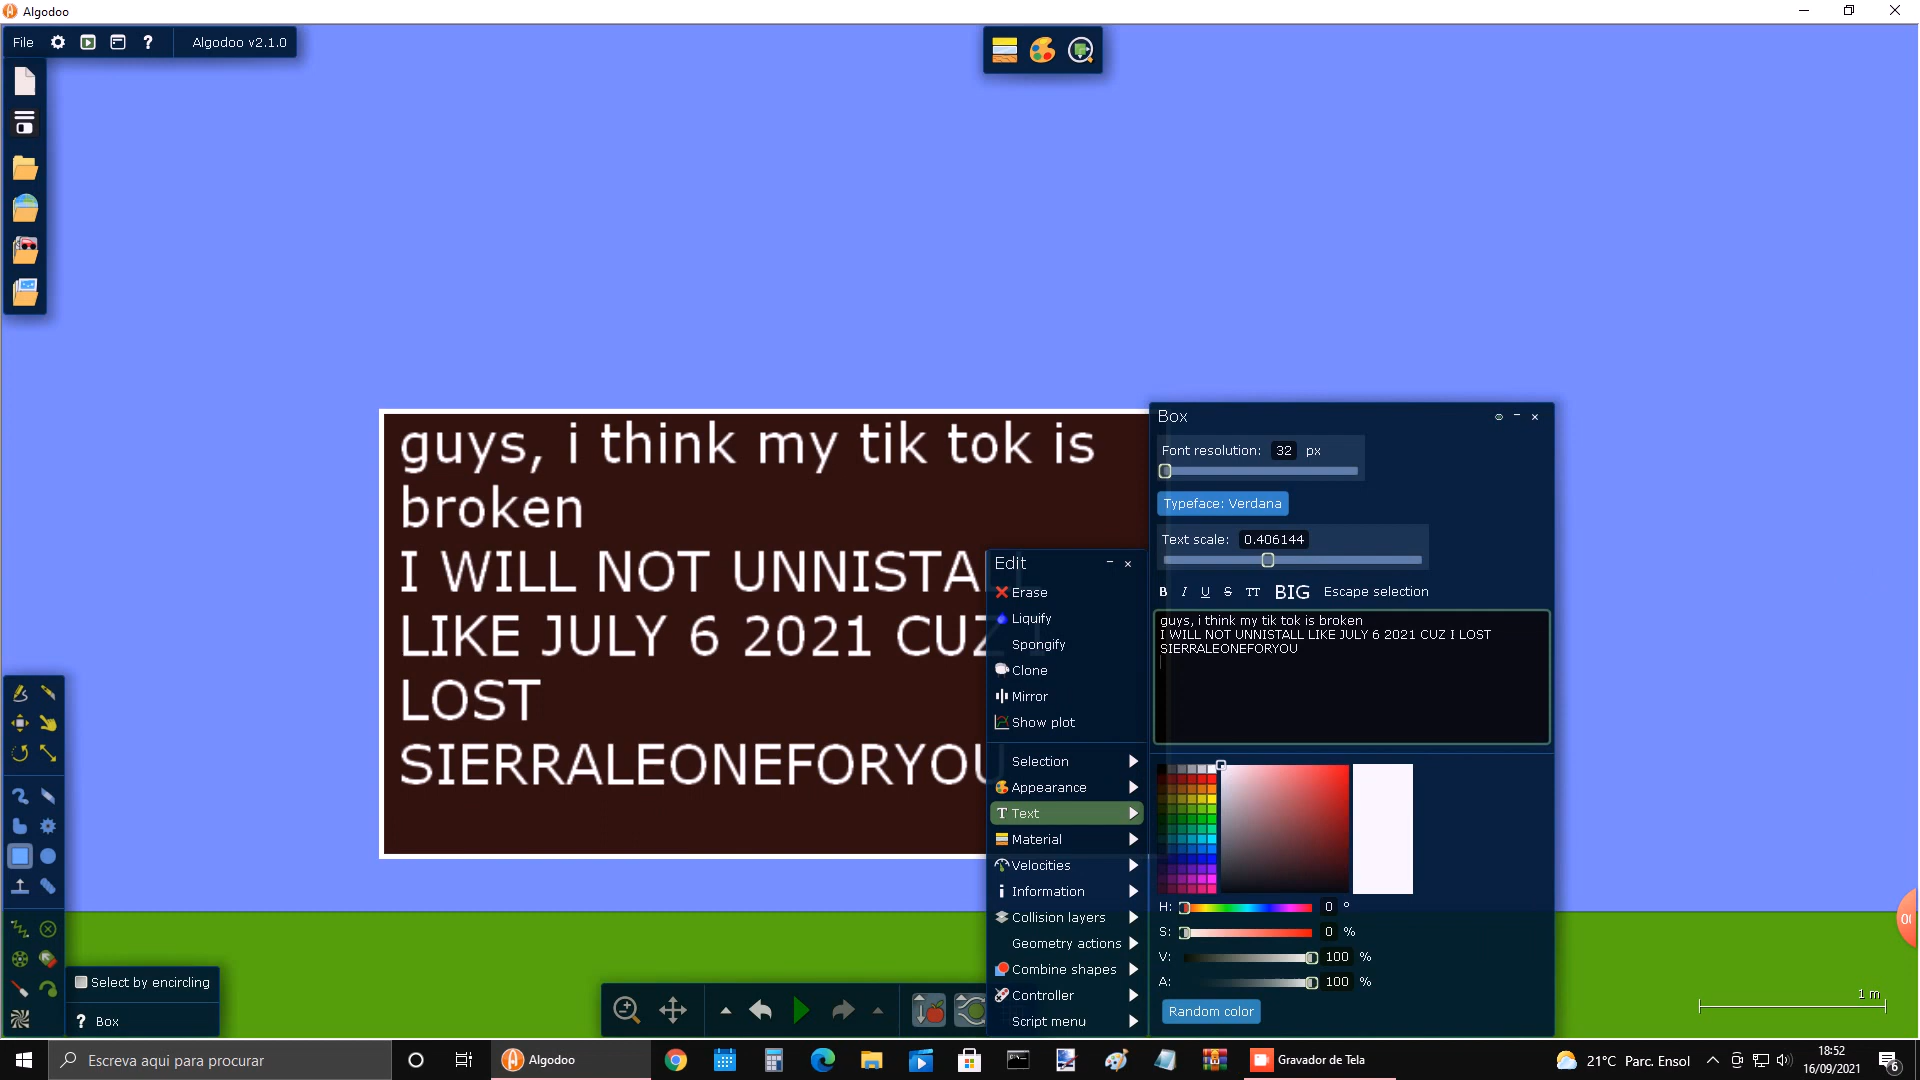 Algodoo
File
Algodoo v2.1.0
guys, i think my tik tok is
broken
I WILL NOT UNNISTALL
LIKE JULY 6 2021 CUZ I
LOST
SIERRALEONEFORYOU
Box
Font resolution: 32 px
Typeface: Verdana
Text scale: 0.406144
B I U S TT BIG Escape selection
guys, i think my tik tok is broken
I WILL NOT UNNISTALL LIKE JULY 6 2021 CUZ I LOST
SIERRALEONEFORYOU
H: 0 °
S: 0 %
V: 100 %
A: 100 %
Random color
Edit
Erase
Liquify
Spongify
Clone
Mirror
Show plot
Selection
Appearance
Text
Material
Velocities
Information
Collision layers
Geometry actions
Combine shapes
Controller
Script menu
Select by encircling
? Box
1 m
Escreva aqui para procurar
Algodoo
Gravador de Tela
21°C Parc. Ensol
18:52
16/09/2021
6